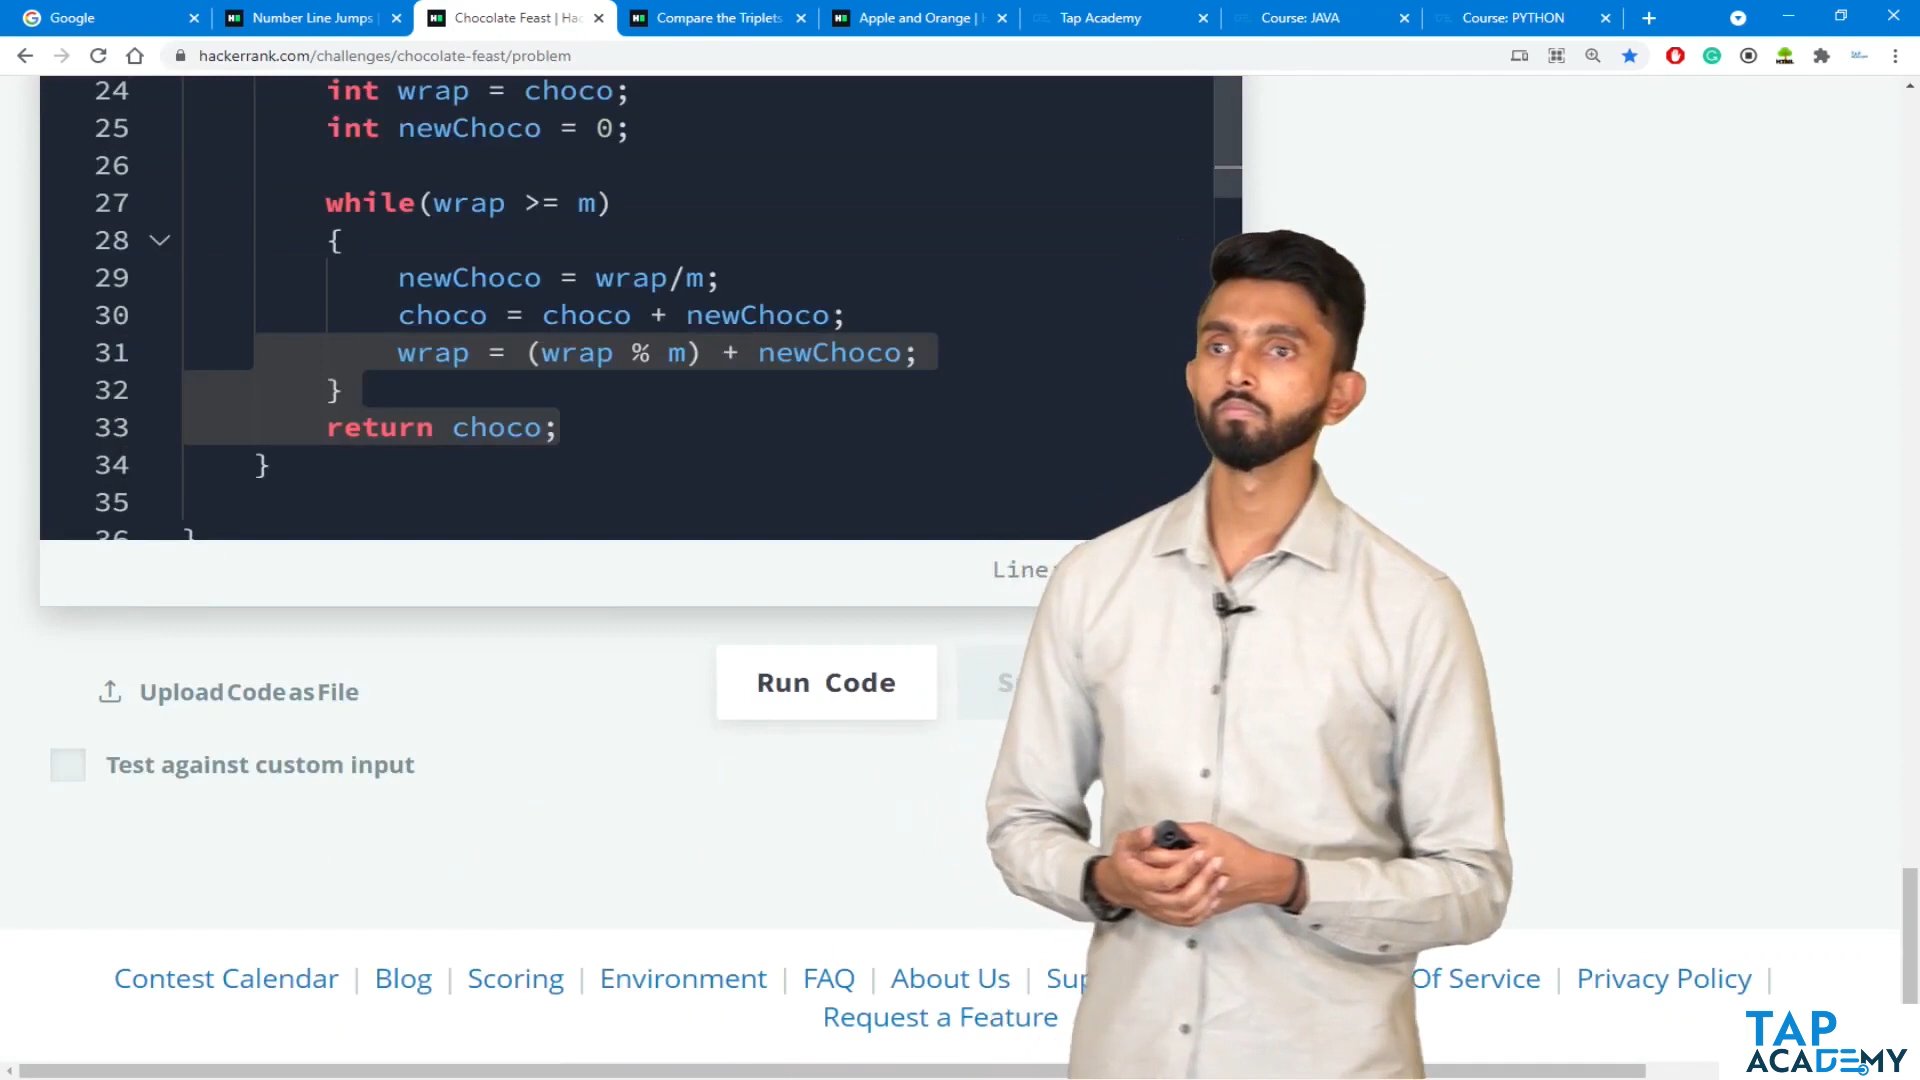 Google
Number Line Jumps
Chocolate Feast | Hac
Compare the Triplets
Apple and Orange | H
Tap Academy
Course: JAVA
Course: PYTHON
hackerrank.com/challenges/chocolate-feast/problem
24 int wrap = choco;
25 int newChoco = 0;
26
27 while(wrap >= m)
28 {
29 newChoco = wrap/m;
30 choco = choco + newChoco;
31 wrap = (wrap % m) + newChoco;
32 }
33 return choco;
34 }
35
36 }
Line:
Upload Code as File
Run Code
Test against custom input
Contest Calendar | Blog | Scoring | Environment | FAQ | About Us | Sup Of Service | Privacy Policy |
Request a Feature
TAP
ACADEMY